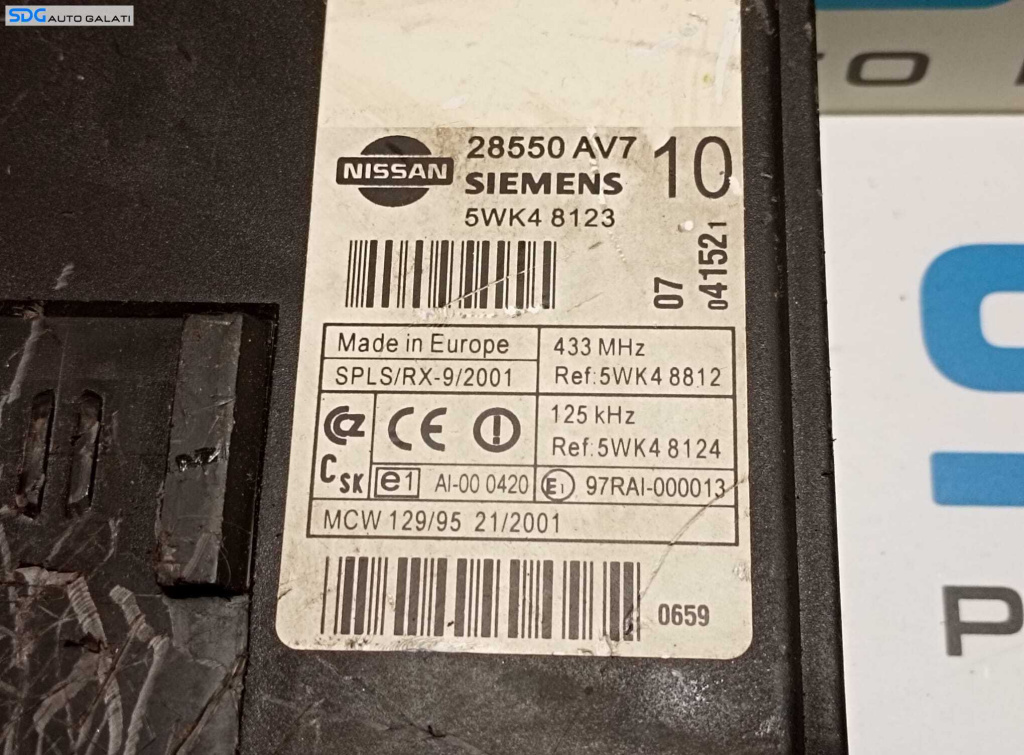 SDG AUTO GALATI
NISSAN
28550 AV7 10
SIEMENS
5WK4 8123
07
041521
Made in Europe
433 MHz
SPLS/RX-9/2001
Ref:5WK4 8812
CE
125 kHz
Ref:5WK4 8124
CSK
e1 AI-00 0420
E1 97RAI-000013
MCW 129/95 21/2001
0659